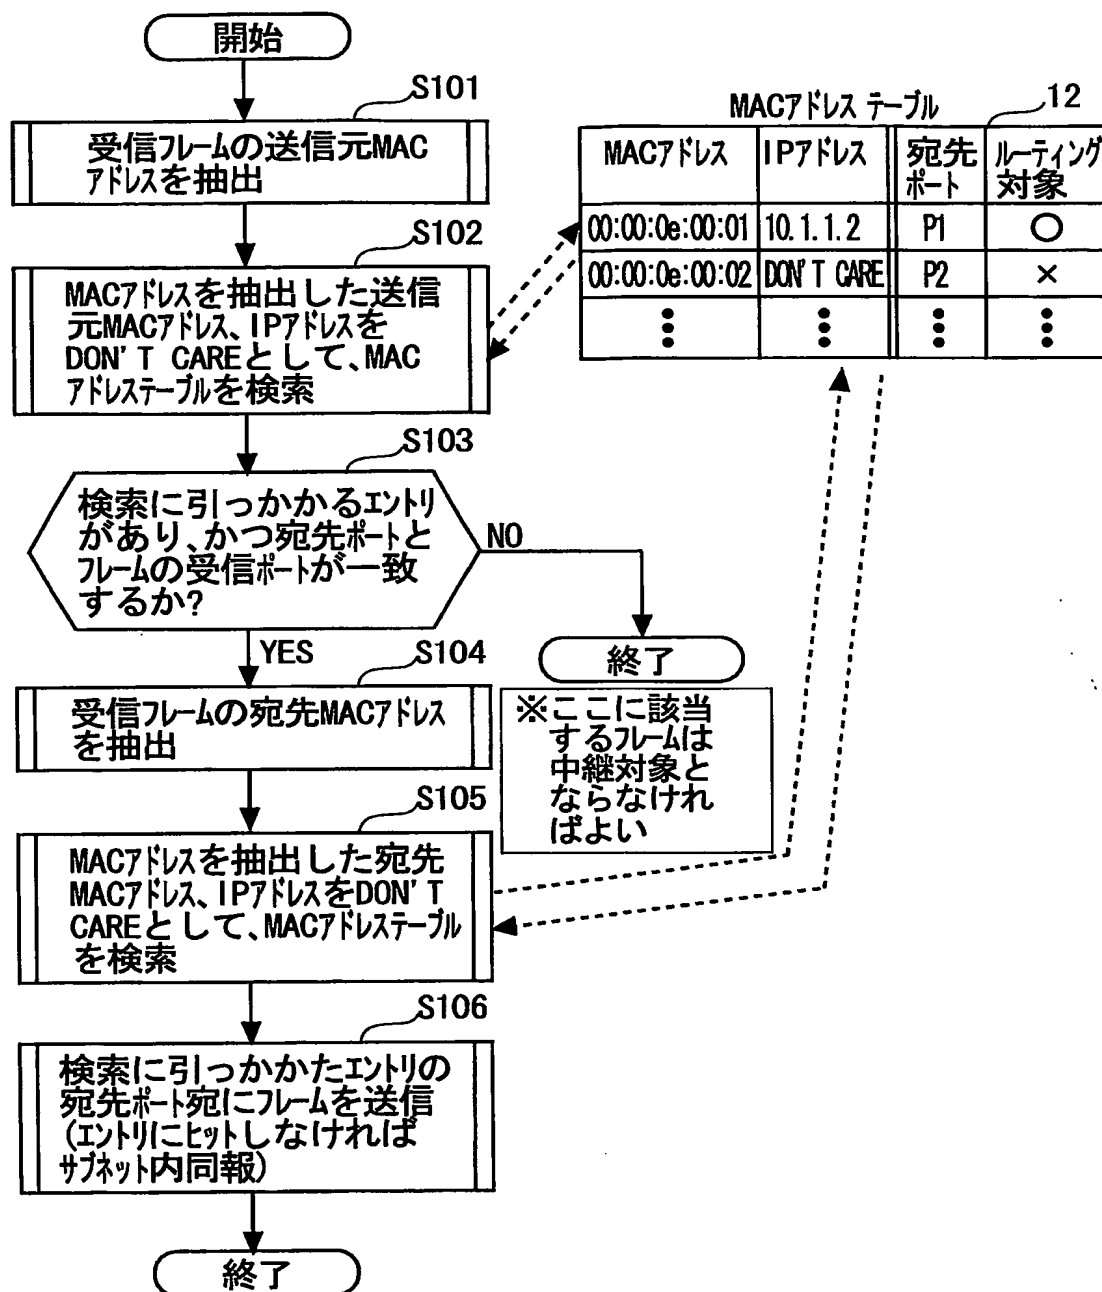 開始
S101
受信フレームの送信元MAC
アドレスを抽出
S102
MACアドレスを抽出した送信
元MACアドレス、IPアドレスを
DON'T CAREとして、MAC
アドレステーブルを検索
S103
検索に引っかかるエントリ
があり、かつ宛先ポートと
フレームの受信ポートが一致
するか?
NO
YES
終了
※ここに該当
するフレームは
中継対象と
ならなけれ
ばよい
S104
受信フレームの宛先MACアドレス
を抽出
S105
MACアドレスを抽出した宛先
MACアドレス、IPアドレスをDON'T
CAREとして、MACアドレステーブル
を検索
S106
検索に引っかかたエントリの
宛先ポート宛にフレームを送信
(エントリにヒットしなければ
サブネット内同報)
終了
MACアドレス テーブル
12
MACアドレス IPアドレス 宛先ポート ルーティング対象
00:00:0e:00:01 10.1.1.2 P1 ○
00:00:0e:00:02 DON'T CARE P2 ×